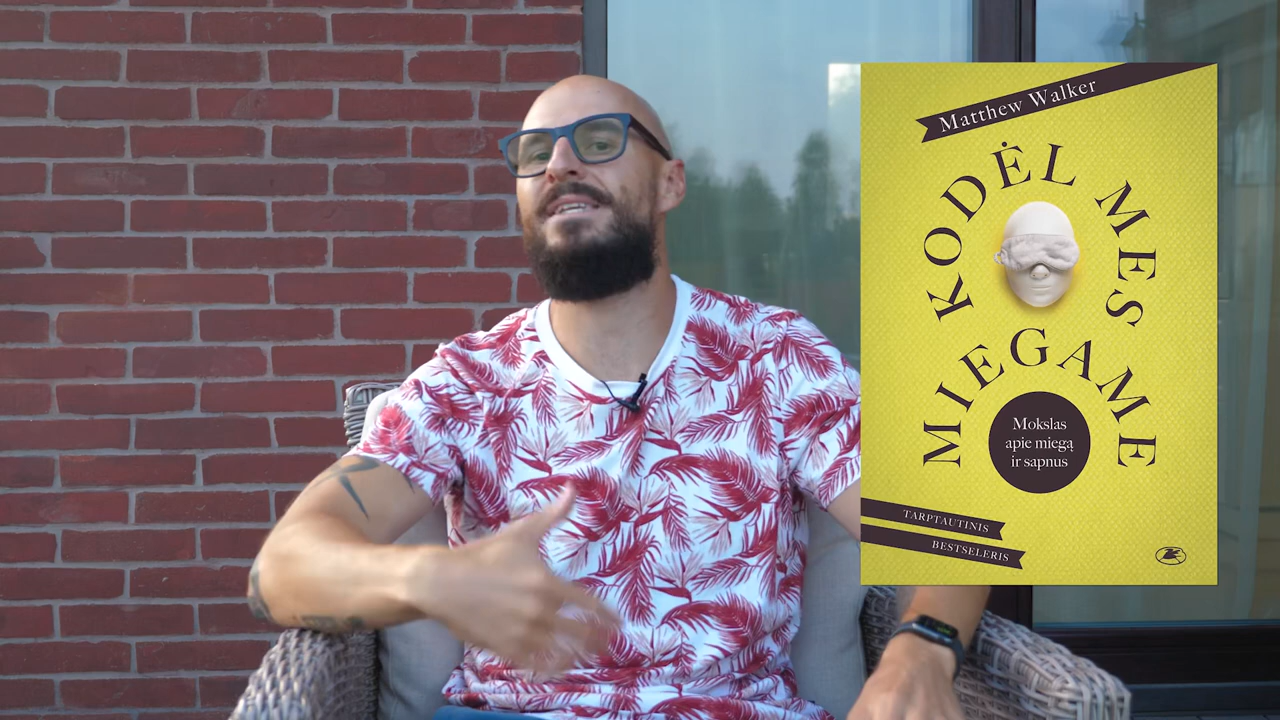 Matthew Walker
KODĖL MES
MIEGAME
Mokslas
apie miegą
ir sapnus
TARPTAUTINIS
BESTSELERIS